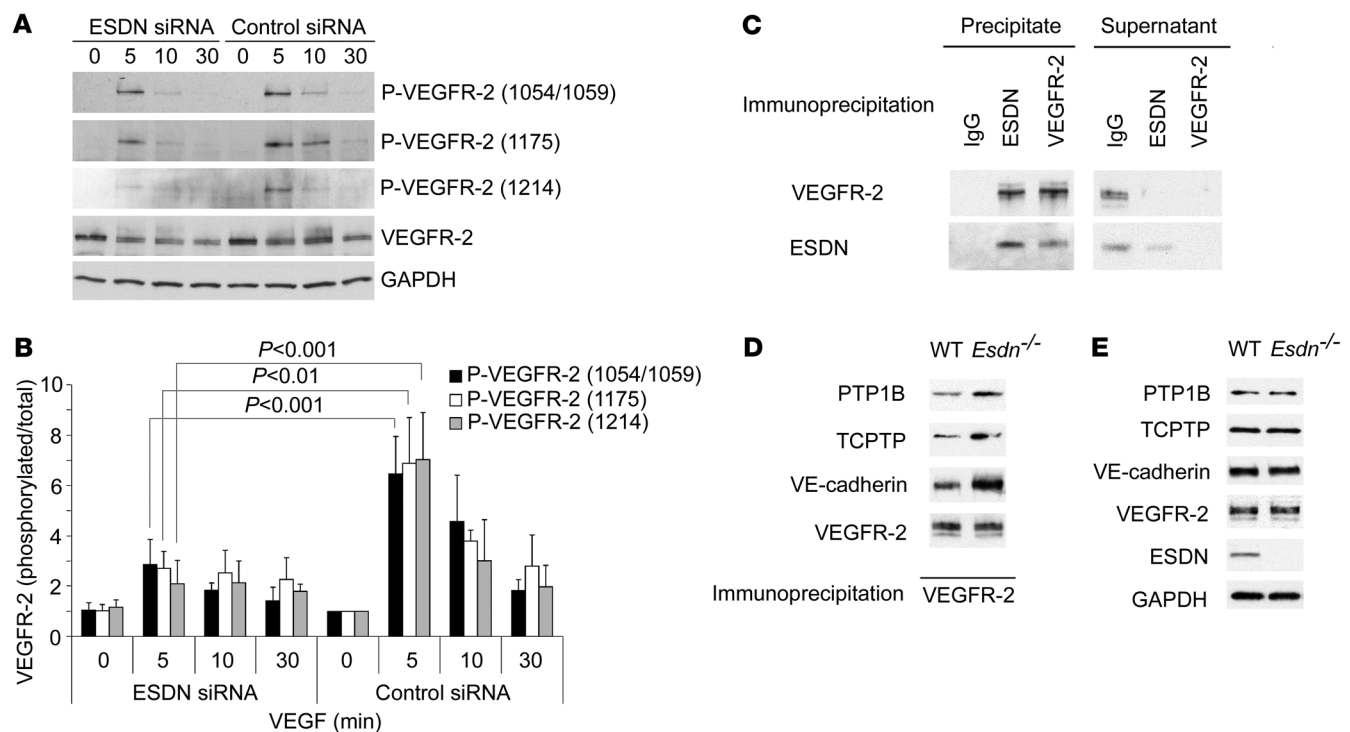 A
ESDN siRNA Control siRNA
0 5 10 30 0 5 10 30
P-VEGFR-2 (1054/1059)
P-VEGFR-2 (1175)
P-VEGFR-2 (1214)
VEGFR-2
GAPDH
B
P<0.001
P<0.01
P<0.001
P-VEGFR-2 (1054/1059)
P-VEGFR-2 (1175)
P-VEGFR-2 (1214)
VEGFR-2 (phosphorylated/total)
10
8
6
4
2
0
0 5 10 30 0 5 10 30
ESDN siRNA Control siRNA
VEGF (min)
C
Precipitate Supernatant
Immunoprecipitation
IgG ESDN VEGFR-2 IgG ESDN VEGFR-2
VEGFR-2
ESDN
D
WT Esdn-/-
PTP1B
TCPTP
VE-cadherin
VEGFR-2
Immunoprecipitation VEGFR-2
E
WT Esdn-/-
PTP1B
TCPTP
VE-cadherin
VEGFR-2
ESDN
GAPDH